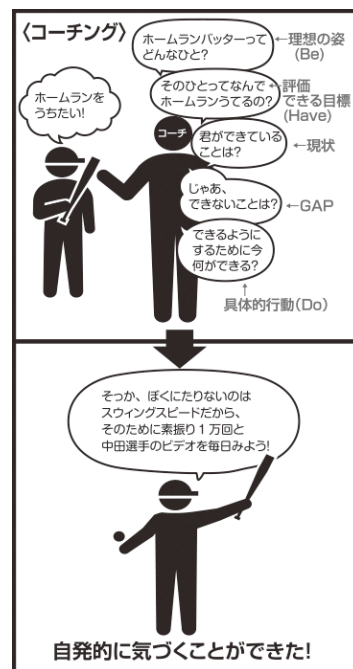 〈コーチング〉
ホームランバッターって
どんなひと?
←理想の姿
(Be)
ホームランを
うちたい!
そのひとってなんで
ホームランうてるの?
←評価
できる目標
(Have)
コーチ
君ができている
ことは?
←現状
じゃあ、
できないことは?
←GAP
できるように
するために今
何ができる?
↑
具体的行動(Do)
そっか、ぼくにたりないのは
スウィングスピードだから、
そのために素振り1万回と
中田選手のビデオを毎日みよう!
自発的に気づくことができた!